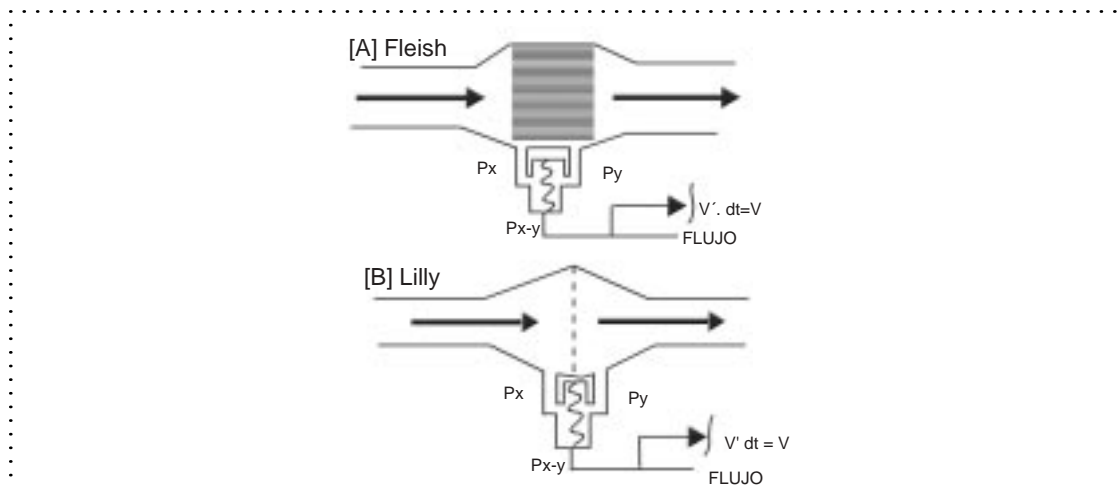 [A] Fleish
Px Py
V´. dt=V
Px-y
FLUJO
[B] Lilly
Px Py
V' dt = V
Px-y
FLUJO